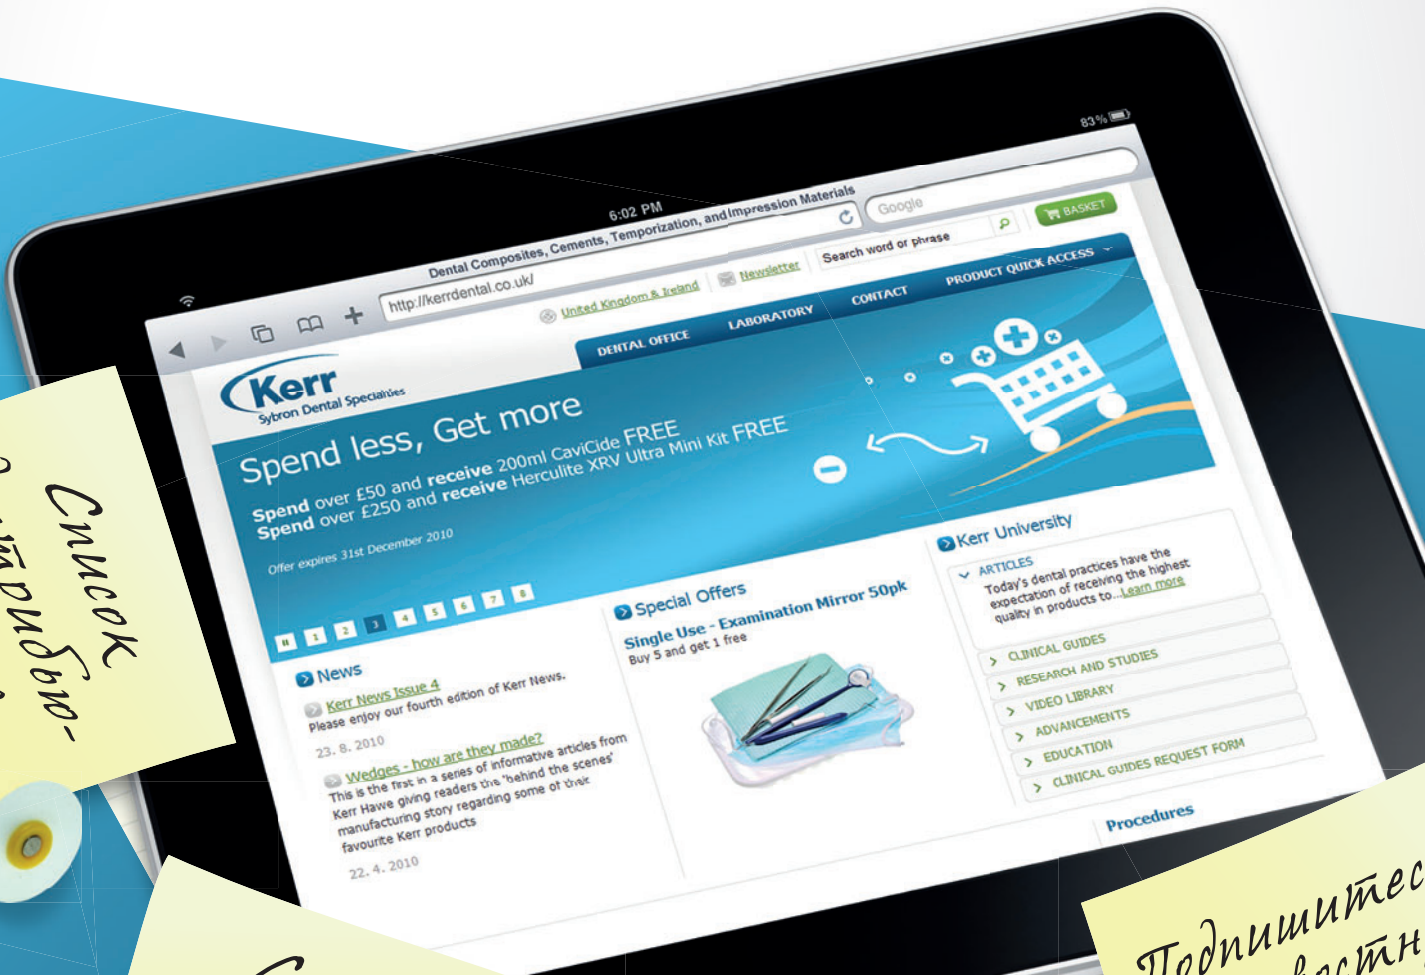 6:02 PM
83%
Dental Composites, Cements, Temporization, and Impression Materials
http://kerrdental.co.uk/
Google
United Kingdom & Ireland
Newsletter
Search word or phrase
BASKET
Kerr
Sybron Dental Specialties
DENTAL OFFICE
LABORATORY
CONTACT
PRODUCT QUICK ACCESS
Spend less, Get more
Spend over £50 and receive 200ml CaviCide FREE
Spend over £250 and receive Herculite XRV Ultra Mini Kit FREE
Offer expires 31st December 2010
1 2 3 4 5 6 7 8
News
Kerr News Issue 4
Please enjoy our fourth edition of Kerr News.
23. 8. 2010
Wedges - how are they made?
This is the first in a series of informative articles from
Kerr Hawe giving readers the 'behind the scenes'
manufacturing story regarding some of their
favourite Kerr products
22. 4. 2010
Special Offers
Single Use - Examination Mirror 50pk
Buy 5 and get 1 free
Kerr University
ARTICLES
Today's dental practices have the
expectation of receiving the highest
quality in products to...Learn more
CLINICAL GUIDES
RESEARCH AND STUDIES
VIDEO LIBRARY
ADVANCEMENTS
EDUCATION
CLINICAL GUIDES REQUEST FORM
Procedures
Список